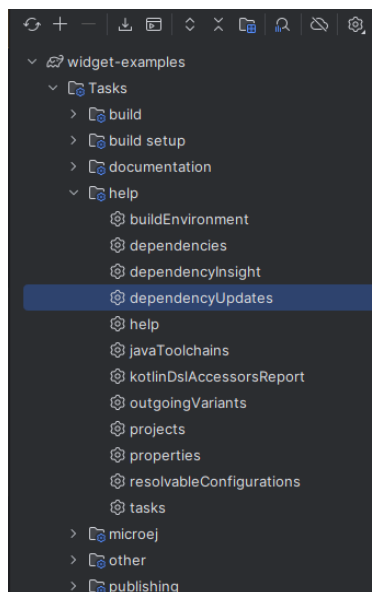 widget-examples
Tasks
build
build setup
documentation
help
buildEnvironment
dependencies
dependencyInsight
dependencyUpdates
help
javaToolchains
kotlinDslAccessorsReport
outgoingVariants
projects
properties
resolvableConfigurations
tasks
microej
other
publishing